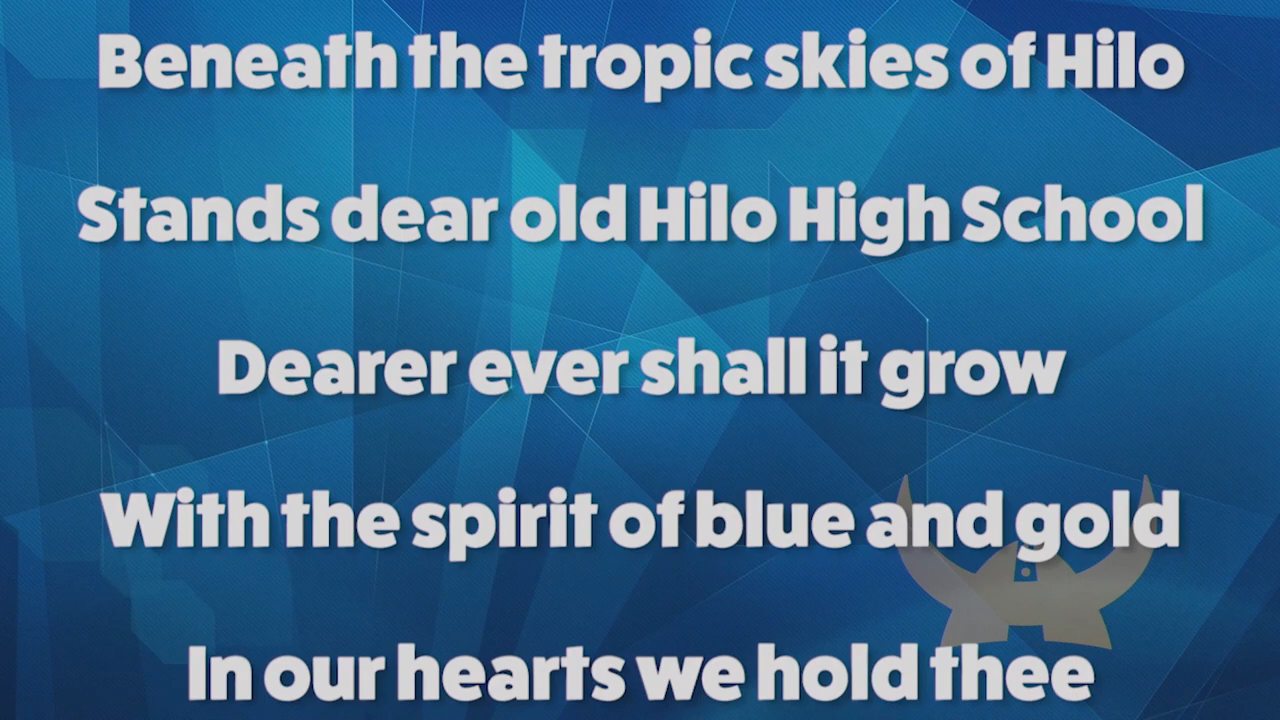 Beneath the tropic skies of Hilo
Stands dear old Hilo High School
Dearer ever shall it grow
With the spirit of blue and gold
In our hearts we hold thee